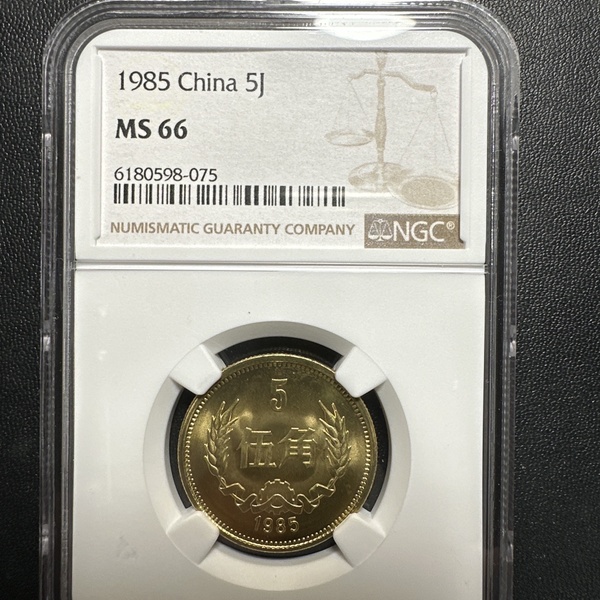 1985 China 5J
MS 66
6180598-075
NUMISMATIC GUARANTY COMPANY
NGC®
5
伍角
1985